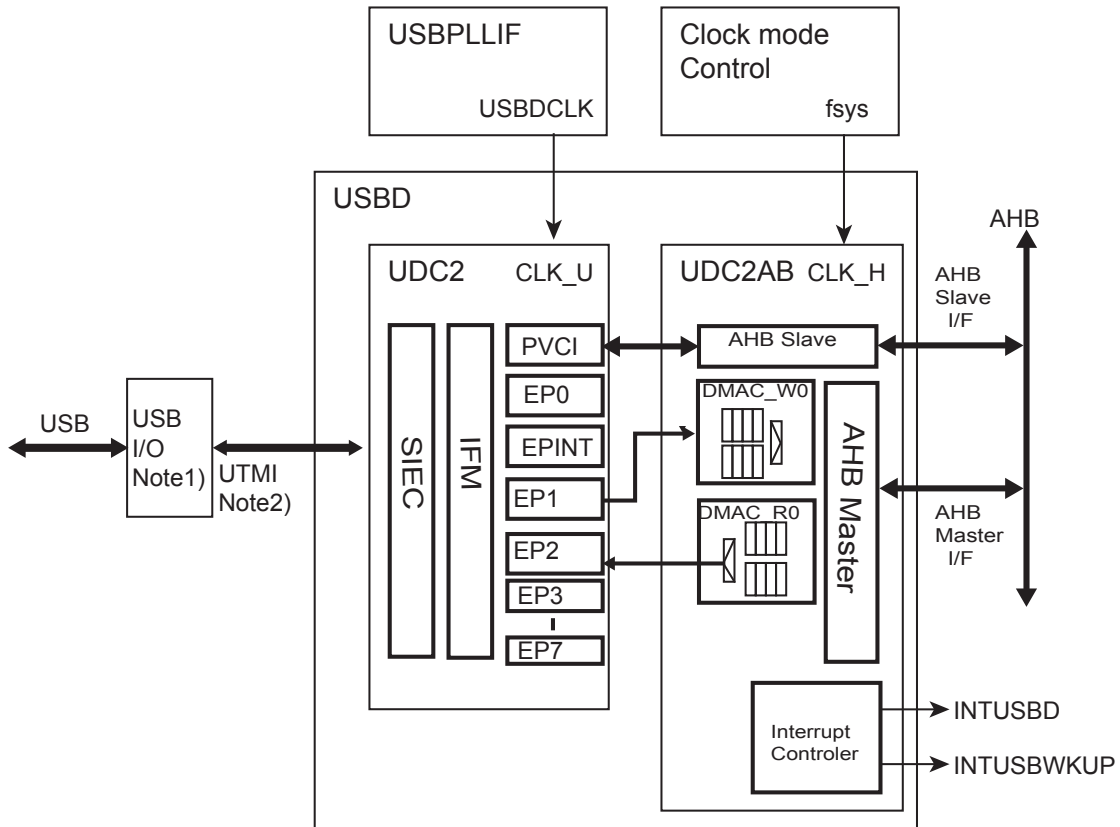 USBPLLIF
USBDCLK
Clock mode
Control
fsys
USBD
AHB
UDC2
CLK_U
UDC2AB
CLK_H
AHB
Slave
I/F
PVCI
AHB Slave
EP0
DMAC_W0
USB
USB
I/O
Note1)
UTMI
Note2)
SIEC
IFM
EPINT
EP1
AHB Master
DMAC_R0
AHB
Master
I/F
EP2
EP3
EP7
Interrupt
Controler
INTUSBD
INTUSBWKUP